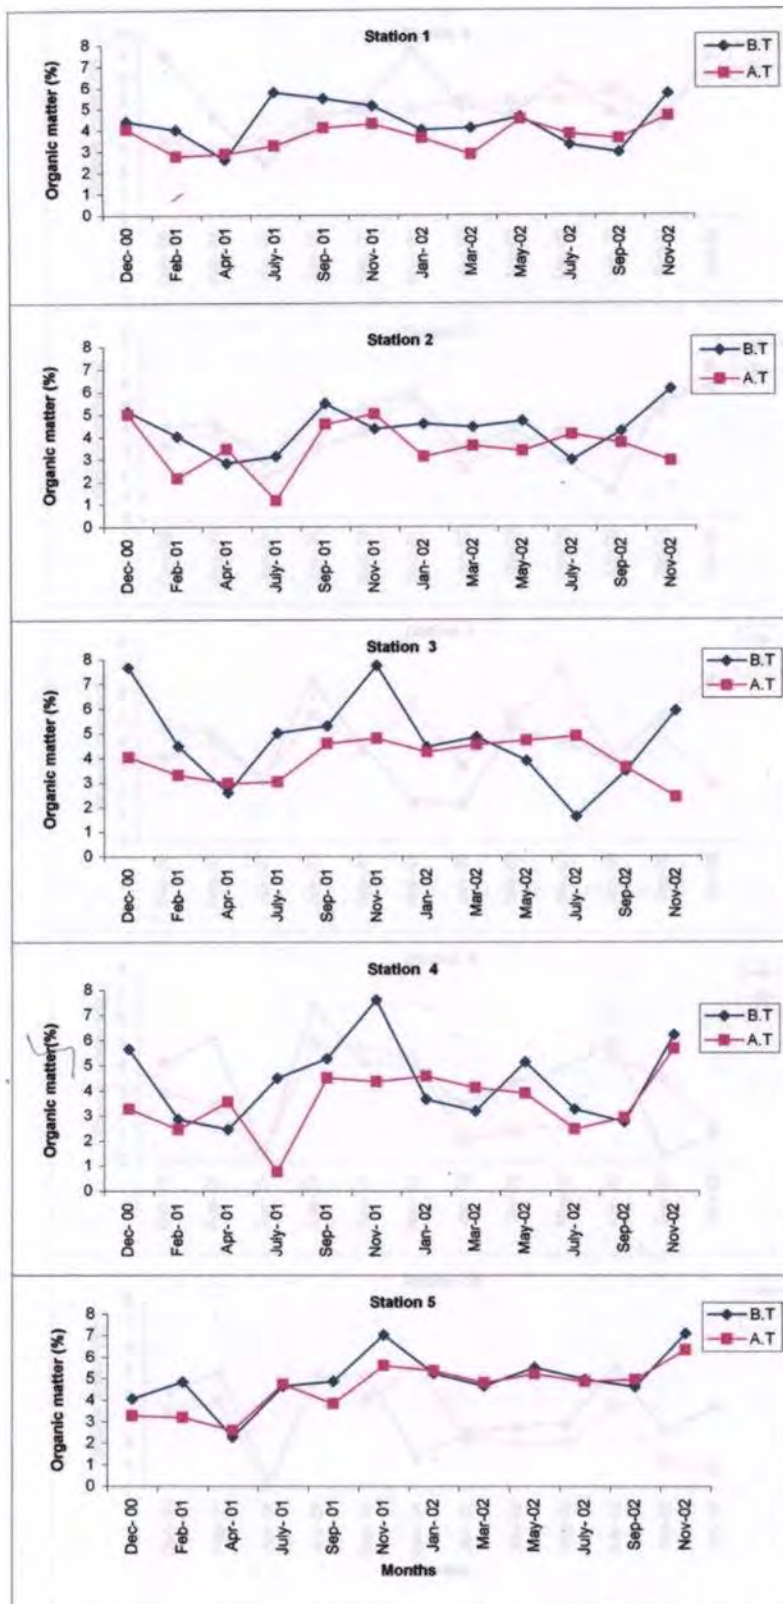 Station 1
Organic matter (%)
8
7
6
5
4
3
2
1
0
Dec- 00
Feb- 01
Apr- 01
July- 01
Sep- 01
Nov- 01
Jan- 02
Mar-02
May-02
July- 02
Sep-02
Nov-02
B.T
A.T
Station 2
Organic matter (%)
8
7
6
5
4
3
2
1
0
Dec- 00
Feb- 01
Apr- 01
July- 01
Sep- 01
Nov- 01
Jan- 02
Mar-02
May-02
July- 02
Sep-02
Nov-02
B.T
A.T
Station 3
Organic matter (%)
8
7
6
5
4
3
2
1
0
Dec- 00
Feb- 01
Apr- 01
July- 01
Sep- 01
Nov- 01
Jan- 02
Mar-02
May-02
July- 02
Sep-02
Nov-02
B.T
A.T
Station 4
Organic matter(%)
8
7
6
5
4
3
2
1
0
Dec- 00
Feb- 01
Apr- 01
July- 01
Sep- 01
Nov- 01
Jan- 02
Mar-02
May-02
July- 02
Sep-02
Nov-02
B.T
A.T
Station 5
Organic matter (%)
8
7
6
5
4
3
2
1
0
Dec- 00
Feb- 01
Apr- 01
July- 01
Sep- 01
Nov- 01
Jan- 02
Mar-02
May-02
July- 02
Sep-02
Nov-02
Months
B.T
A.T